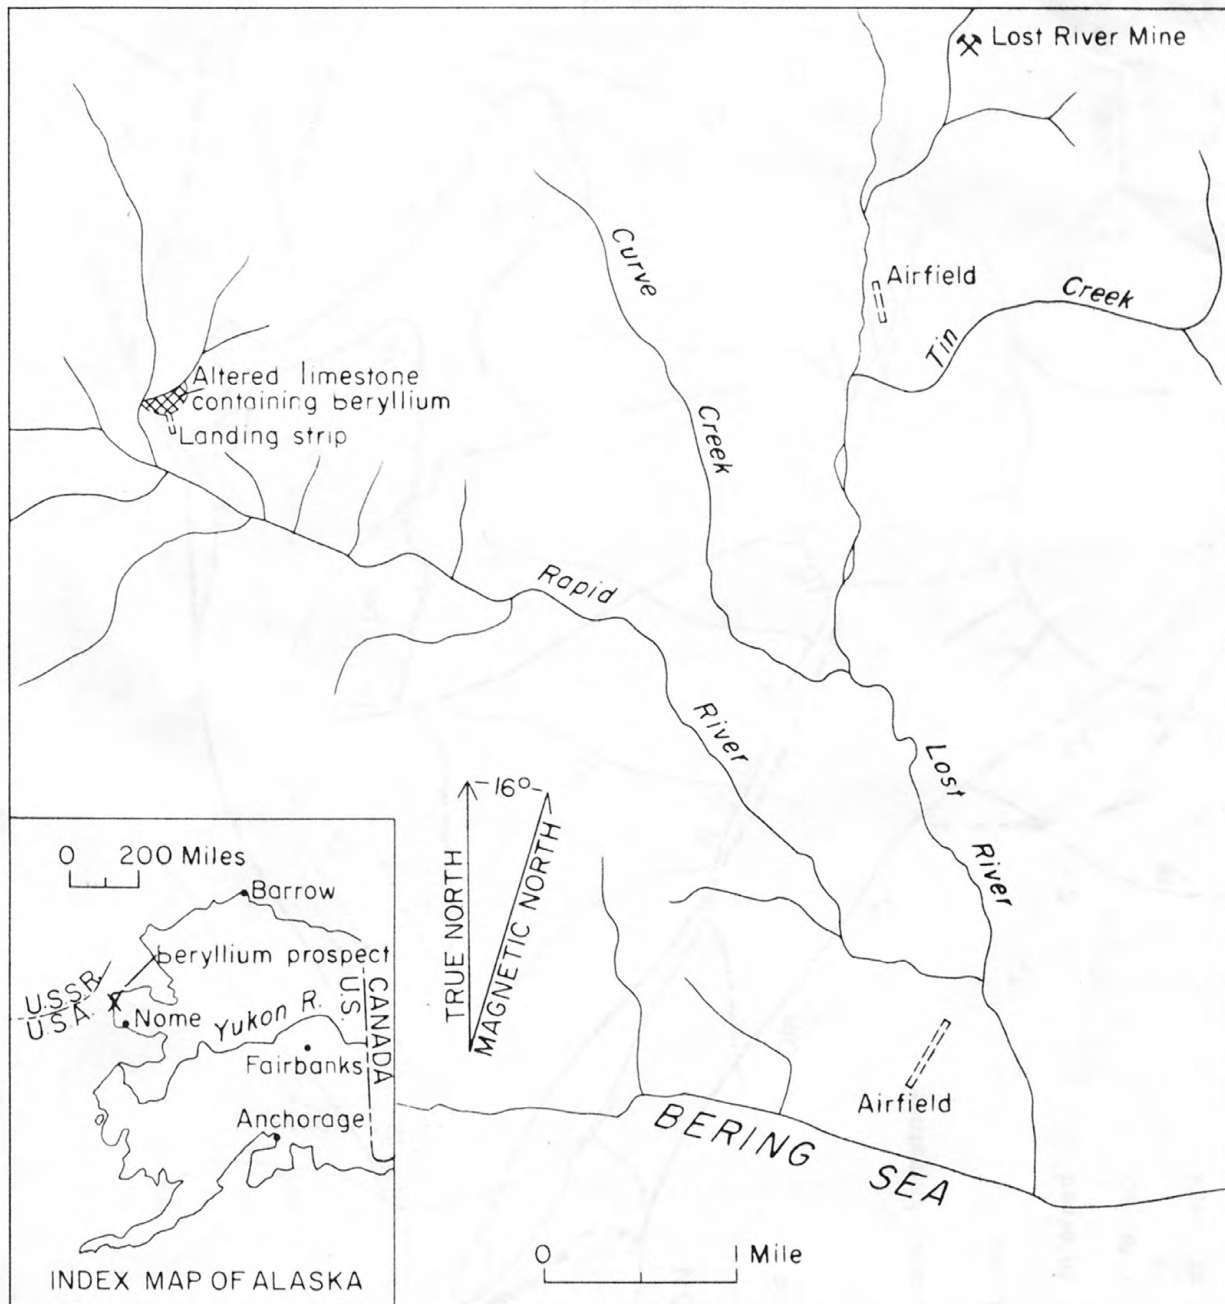 Lost River Mine
Curve
Creek
Airfield
Tin
Creek
Altered limestone
containing beryllium
Landing strip
Rapid
River
Lost
River
TRUE NORTH
16°
MAGNETIC NORTH
Airfield
BERING SEA
0 1 Mile
0 200 Miles
Barrow
beryllium prospect
U.S.S.R.
U.S.A.
Nome
Yukon R.
U.S.
CANADA
Fairbanks
Anchorage
INDEX MAP OF ALASKA